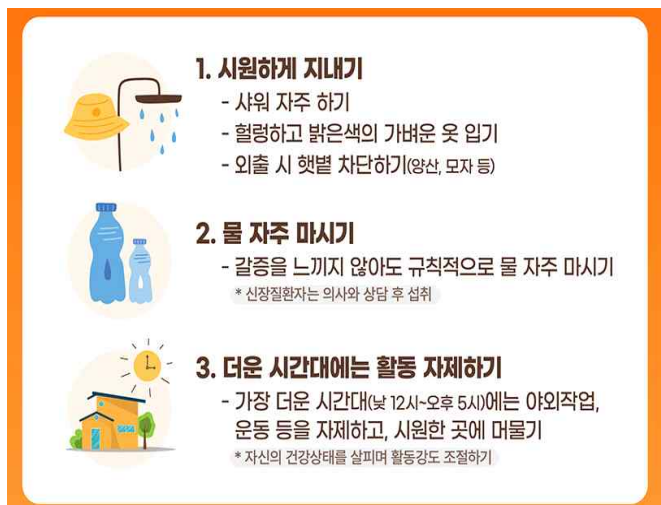 1. 시원하게 지내기
- 샤워 자주 하기
- 헐렁하고 밝은색의 가벼운 옷 입기
- 외출 시 햇볕 차단하기(양산, 모자 등)
2. 물 자주 마시기
- 갈증을 느끼지 않아도 규칙적으로 물 자주 마시기
* 신장질환자는 의사와 상담 후 섭취
3. 더운 시간대에는 활동 자제하기
- 가장 더운 시간대(낮 12시~오후 5시)에는 야외작업,
운동 등을 자제하고, 시원한 곳에 머물기
* 자신의 건강상태를 살피며 활동강도 조절하기